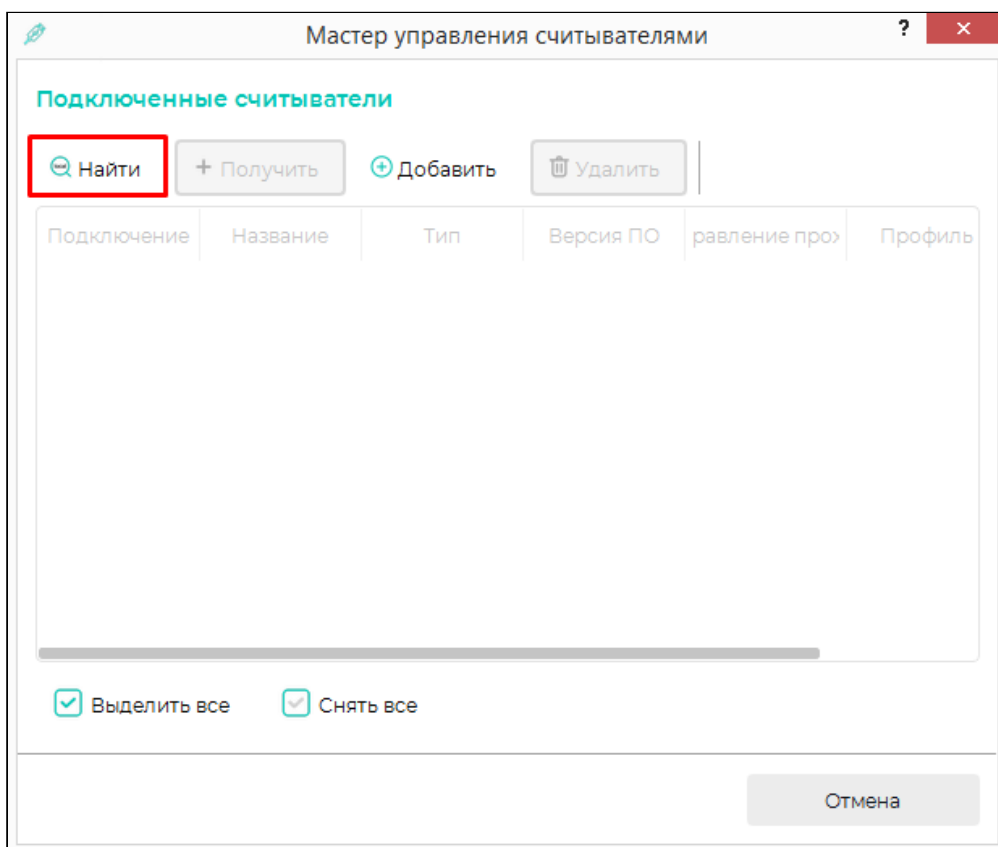 Мастер управления считывателями ?
Подключенные считыватели
Найти + Получить Добавить Удалить
Подключение Название Тип Версия ПО равление про Профиль
Выделить все Снять все
Отмена